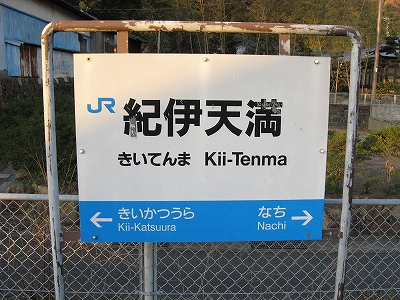 JR 紀伊天満
きいてんま Kii-Tenma
← きいかつうら なち →
Kii-Katsuura Nachi